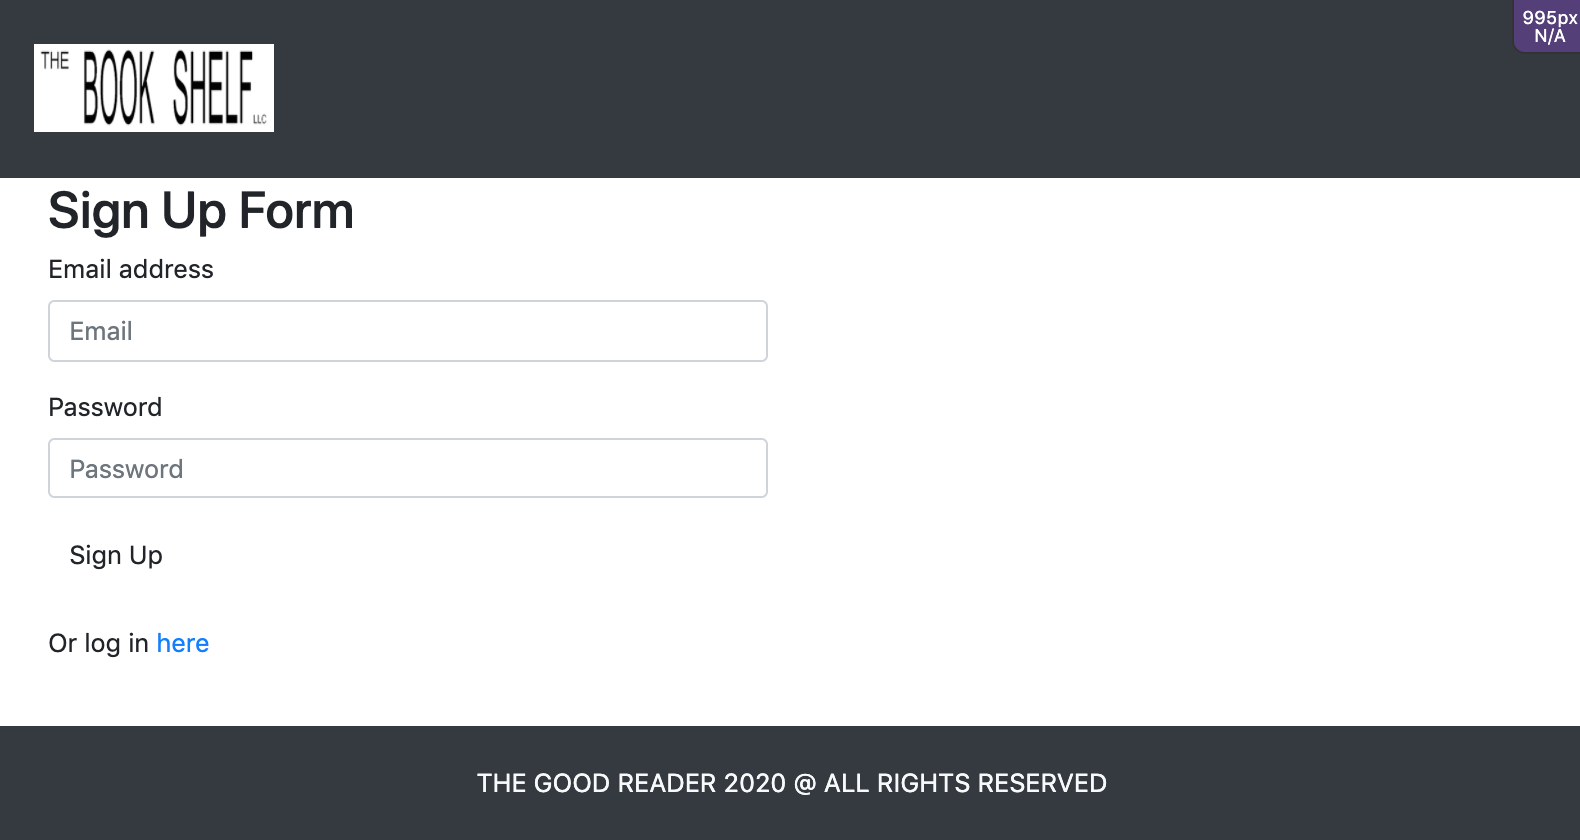 995px
N/A
THE BOOK SHELF LLC
Sign Up Form
Email address
Email
Password
Password
Sign Up
Or log in here
THE GOOD READER 2020 @ ALL RIGHTS RESERVED